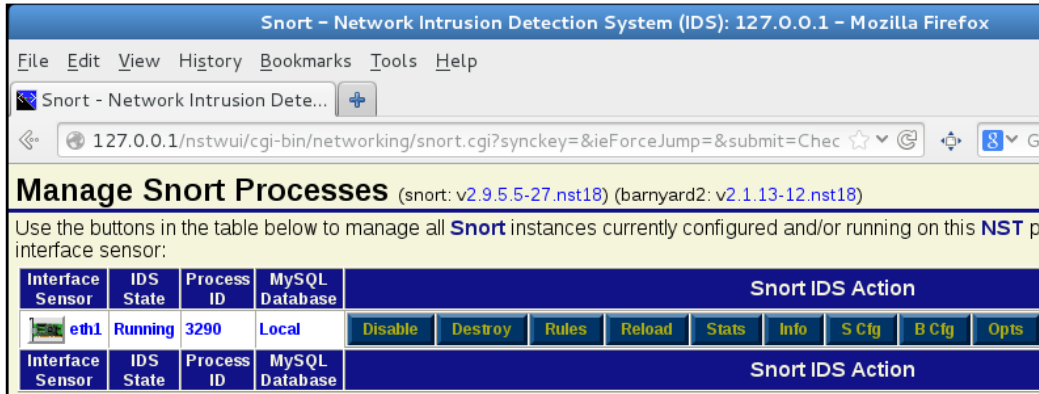 Snort – Network Intrusion Detection System (IDS): 127.0.0.1 – Mozilla Firefox
File Edit View History Bookmarks Tools Help
Snort - Network Intrusion Dete...
127.0.0.1/nstwui/cgi-bin/networking/snort.cgi?synckey=&ieForceJump=&submit=Chec
Manage Snort Processes (snort: v2.9.5.5-27.nst18) (barnyard2: v2.1.13-12.nst18)
Use the buttons in the table below to manage all Snort instances currently configured and/or running on this NST p
interface sensor:
Interface Sensor IDS State Process ID MySQL Database Snort IDS Action
eth1 Running 3290 Local Disable Destroy Rules Reload Stats Info S Cfg B Cfg Opts
Interface Sensor IDS State Process ID MySQL Database Snort IDS Action